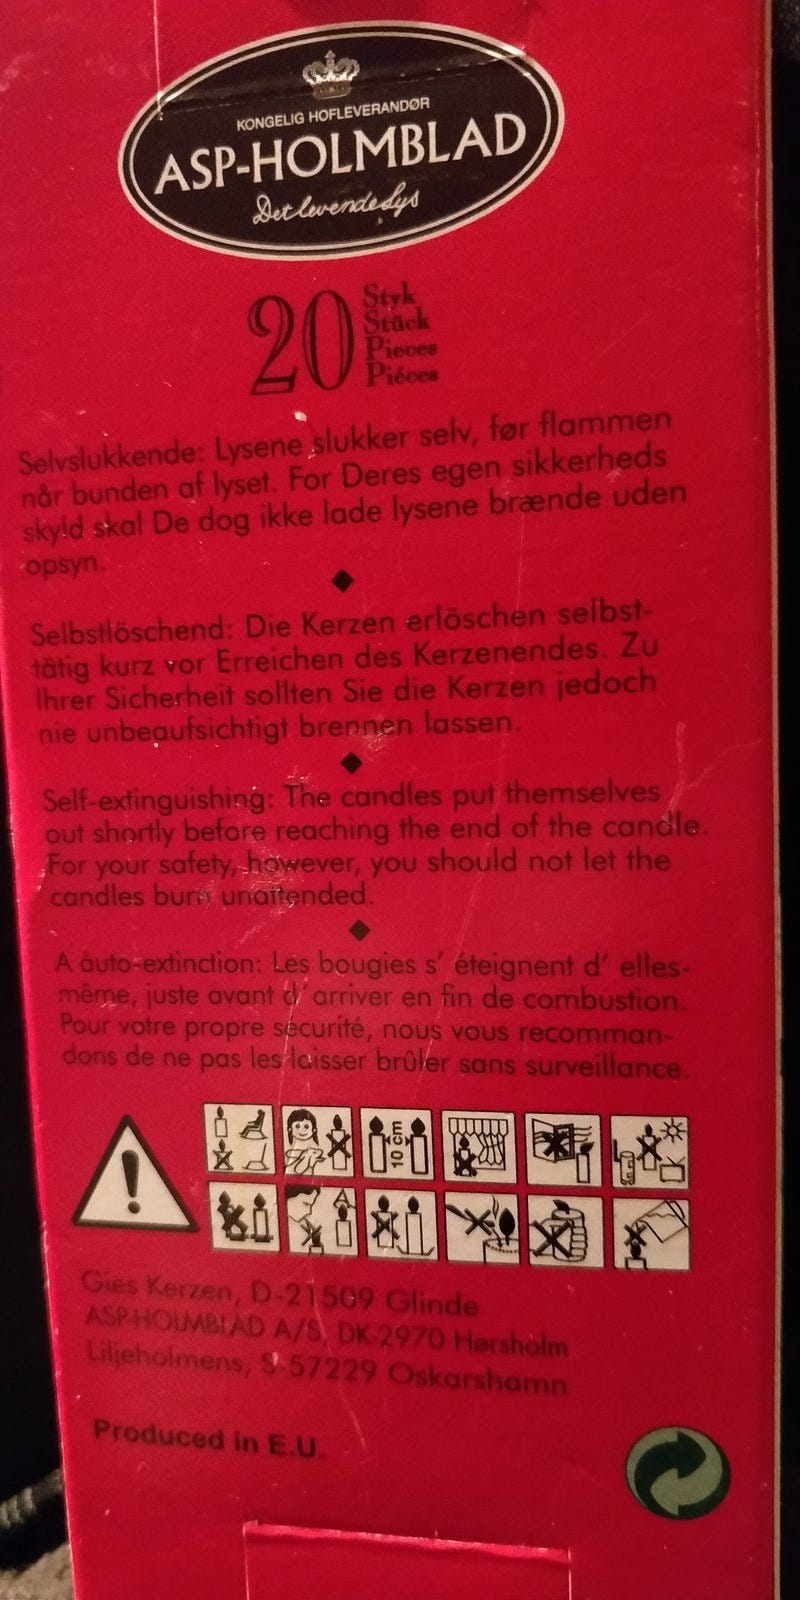 KONGELIG HOFLEVERANDØR
ASP-HOLMBLAD
Det levende Lys
20
Styk
Stück
Pieces
Piéces
Selvslukkende: Lysene slukker selv, før flammen
når bunden af lyset. For Deres egen sikkerheds
skyld skal De dog ikke lade lysene brænde uden
opsyn.
Selbstlöschend: Die Kerzen erlöschen selbst-
tätig kurz vor Erreichen des Kerzenendes. Zu
Ihrer Sicherheit sollten Sie die Kerzen jedoch
nie unbeaufsichtigt brennen lassen.
Self-extinguishing: The candles put themselves
out shortly before reaching the end of the candle.
For your safety, however, you should not let the
candles burn unattended.
A àuto-extinction: Les bougies s' éteignent d' elles-
même, juste avant d' arriver en fin de combustion.
Pour votre propre sécurité, nous vous recomman-
dons de ne pas les laisser brûler sans surveillance.
10 cm
Gies Kerzen, D-21509 Glinde
ASP-HOLMBLAD A/S, DK-2970 Hørsholm
Liljeholmens, S-57229 Oskarshamn
Produced in E.U.